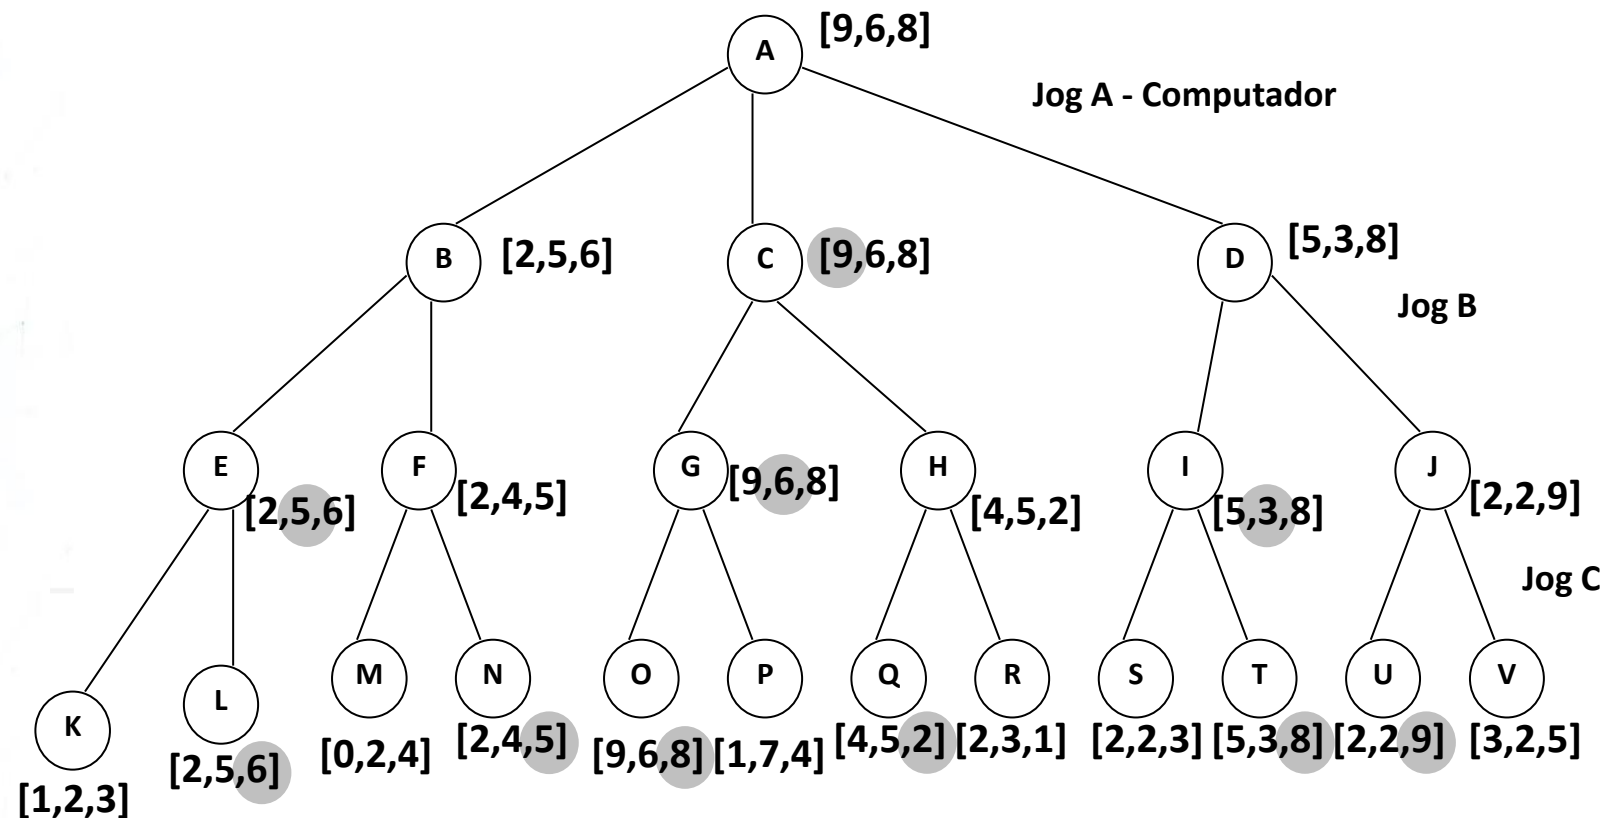 A [9,6,8]
Jog A - Computador
B [2,5,6] C [9,6,8] D [5,3,8]
Jog B
E [2,5,6] F [2,4,5] G [9,6,8] H [4,5,2] I [5,3,8] J [2,2,9]
Jog C
K L M N O P Q R S T U V
[1,2,3] [2,5,6] [0,2,4] [2,4,5] [9,6,8] [1,7,4] [4,5,2] [2,3,1] [2,2,3] [5,3,8] [2,2,9] [3,2,5]